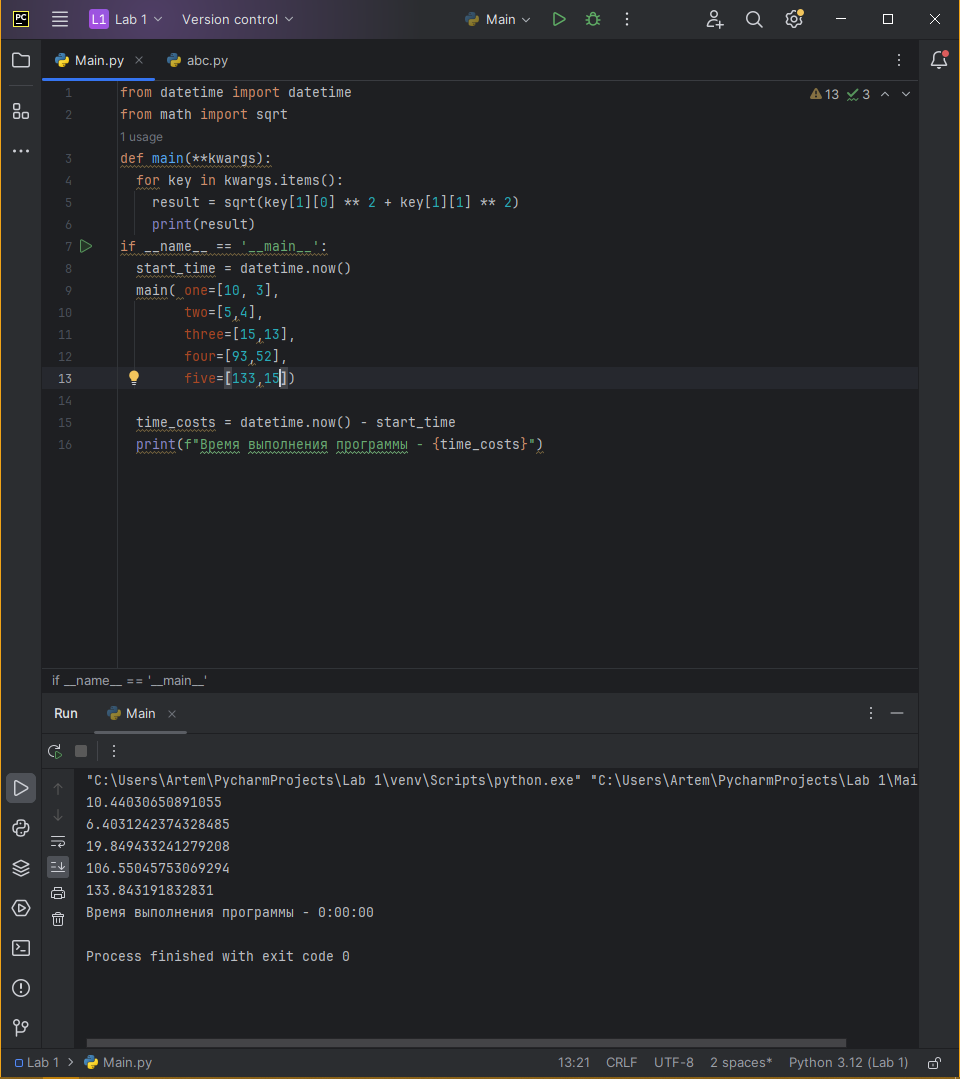 PC L1 Lab 1 Version control Main
Main.py abc.py
1 from datetime import datetime
13 3
2 from math import sqrt
1 usage
3 def main(**kwargs):
4 for key in kwargs.items():
5 result = sqrt(key[1][0] ** 2 + key[1][1] ** 2)
6 print(result)
7 if __name__ == '__main__':
8 start_time = datetime.now()
9 main( one=[10, 3],
10 two=[5,4],
11 three=[15,13],
12 four=[93,52],
13 five=[133,15])
14
15 time_costs = datetime.now() - start_time
16 print(f"Время выполнения программы - {time_costs}")
if __name__ == '__main__'
Run Main
"C:\Users\Artem\PycharmProjects\Lab 1\venv\Scripts\python.exe" "C:\Users\Artem\PycharmProjects\Lab 1\Mai
10.44030650891055
6.4031242374328485
19.849433241279208
106.55045753069294
133.843191832831
Время выполнения программы - 0:00:00
Process finished with exit code 0
Lab 1 Main.py 13:21 CRLF UTF-8 2 spaces* Python 3.12 (Lab 1)